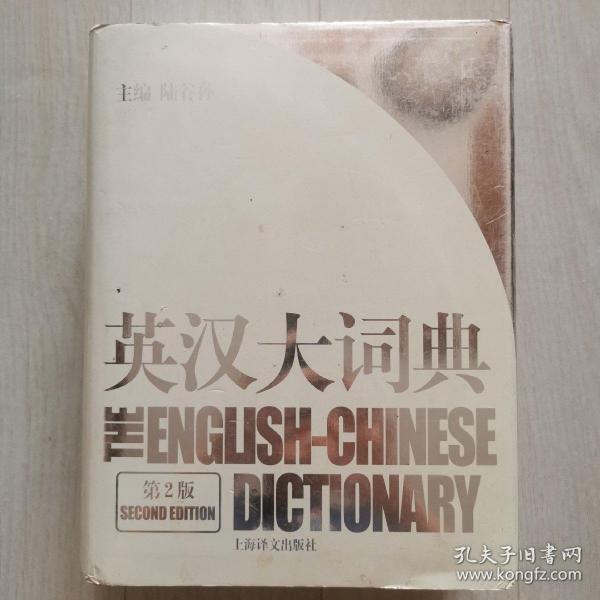 主编 陆谷孙
英汉大词典
THE ENGLISH-CHINESE
DICTIONARY
第2版
SECOND EDITION
上海译文出版社
孔夫子旧书网
www.kongfz.com